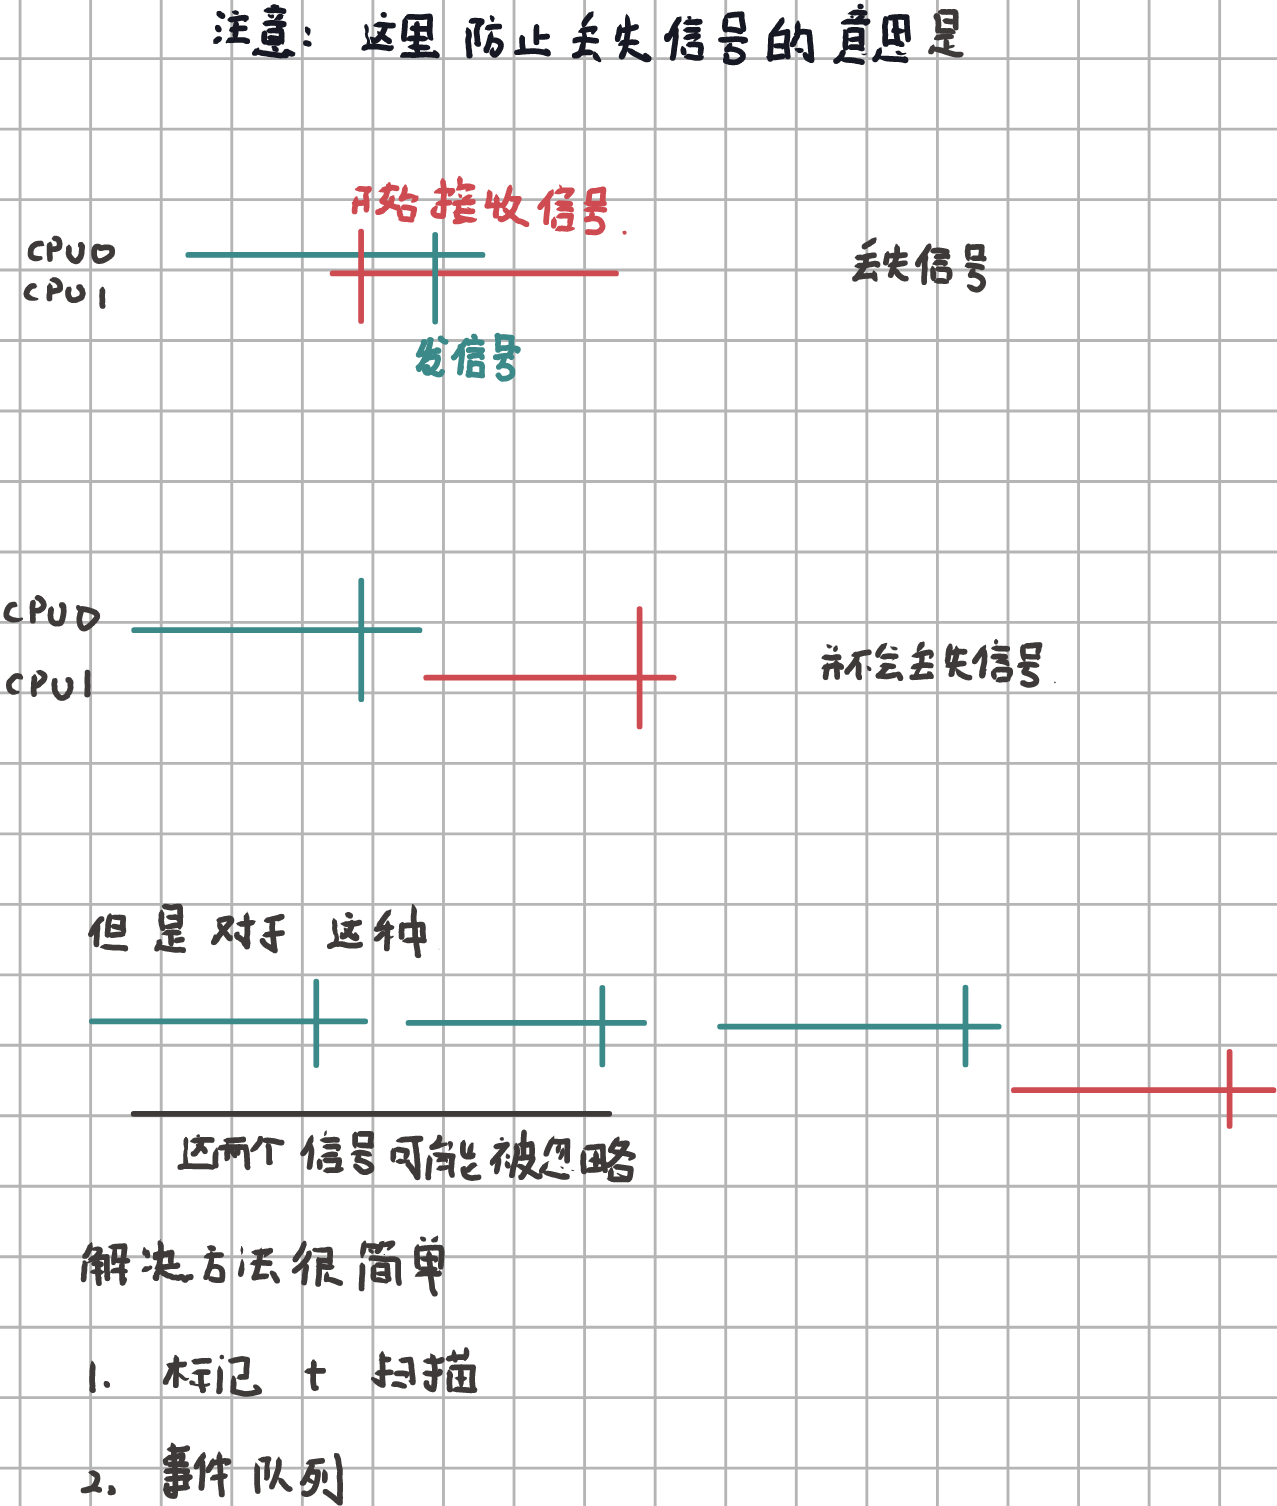 注意: 这里防止丢失信号的意思是
开始接收信号.
CPU0
CPU1
丢失信号
发信号
CPU0
CPU1
并不会丢失信号.
但是对于这种
这两个信号可能被忽略
解决方法很简单
1. 标记 + 扫描
2. 事件队列